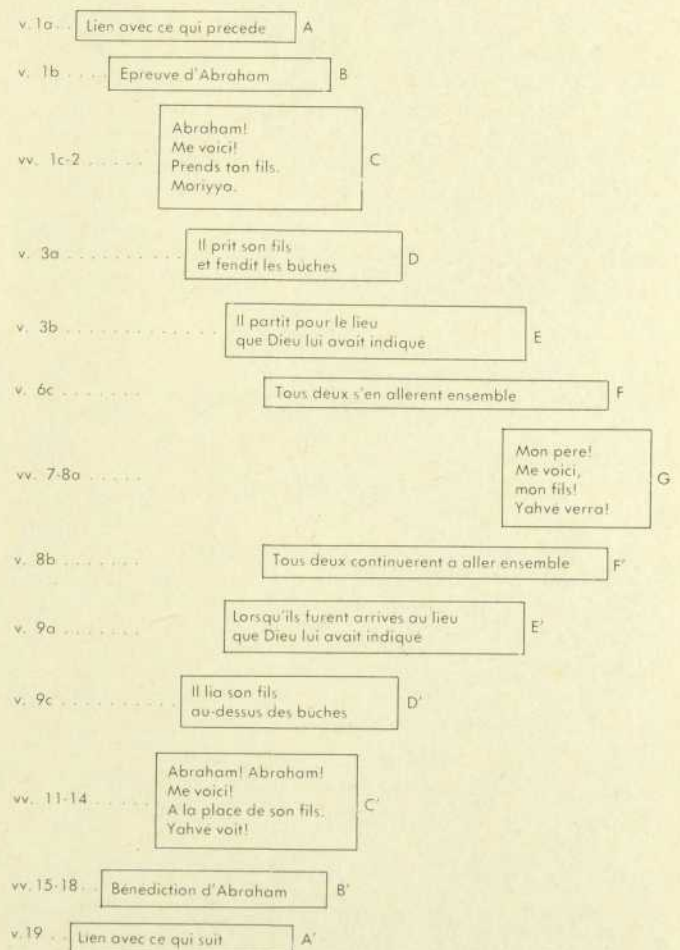 v. 1a . . Lien avec ce qui precede A
v. 1b . . . . Epreuve d'Abraham B
vv. 1c-2 . . . . . . Abraham!
Me voici!
Prends ton fils.
Moriyya. C
v. 3a . . . . . . . . . . Il prit son fils
et fendit les buches D
v. 3b . . . . . . . . . . . . . Il partit pour le lieu
que Dieu lui avait indiqué E
v. 6c . . . . . . . Tous deux s'en allerent ensemble F
vv. 7-8a . . . . . Mon pere!
Me voici,
mon fils!
Yahvé verra! G
v. 8b . . . . . . . Tous deux continuerent a aller ensemble F'
v. 9a . . . . . . . Lorsqu'ils furent arrives au lieu
que Dieu lui avait indiqué E'
v. 9c . . . . . . . . . . Il lia son fils
au-dessus des buches D'
vv. 11-14 . . . . . Abraham! Abraham!
Me voici!
A la place de son fils.
Yahvé voit! C'
vv. 15-18 . . Bénédiction d'Abraham B'
v. 19 . . Lien avec ce qui suit A'